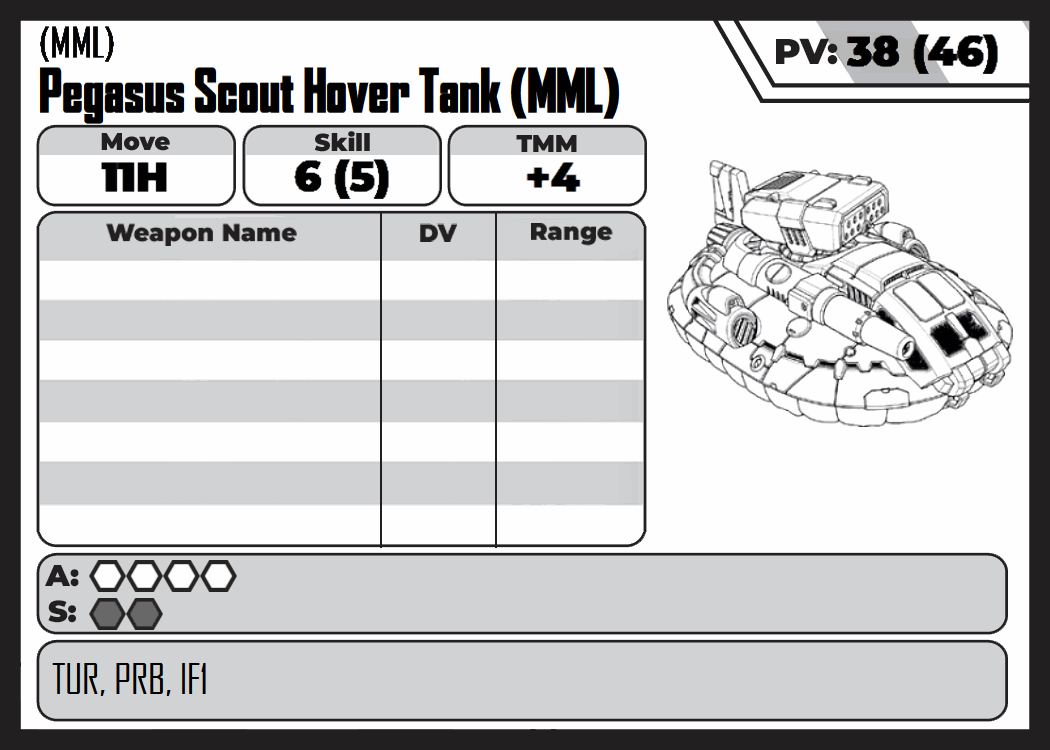 (MML)
PV: 38 (46)
Pegasus Scout Hover Tank (MML)
Move Skill TMM
11H 6 (5) +4
Weapon Name DV Range
A:
S:
TUR, PRB, IF1